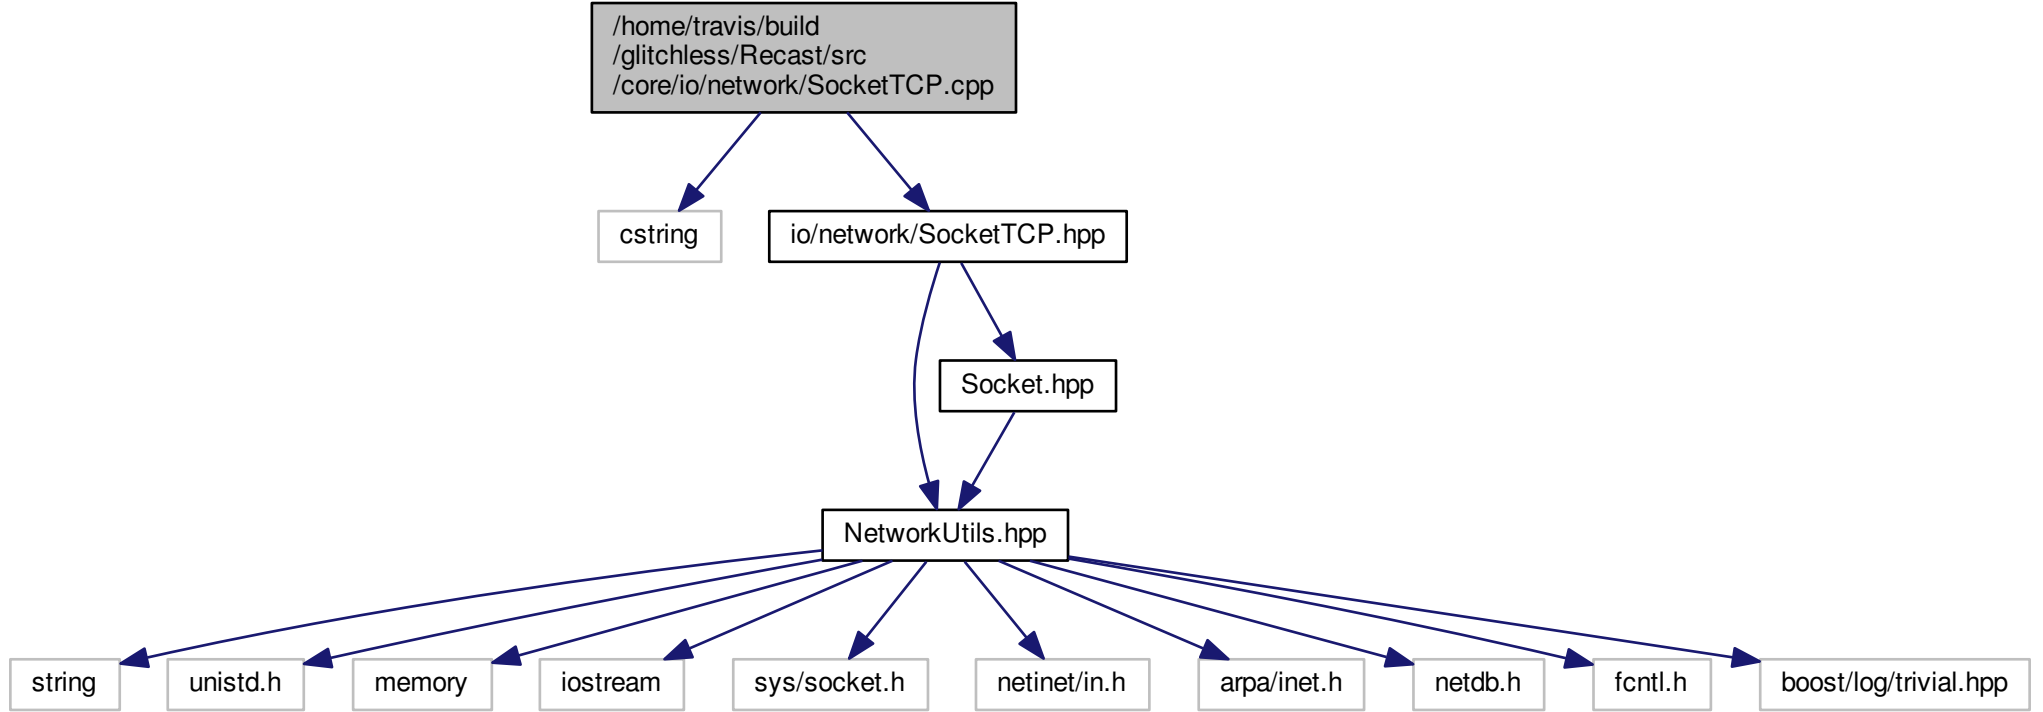 /home/travis/build
/glitchless/Recast/src
/core/io/network/SocketTCP.cpp
cstring
io/network/SocketTCP.hpp
Socket.hpp
NetworkUtils.hpp
string
unistd.h
memory
iostream
sys/socket.h
netinet/in.h
arpa/inet.h
netdb.h
fcntl.h
boost/log/trivial.hpp